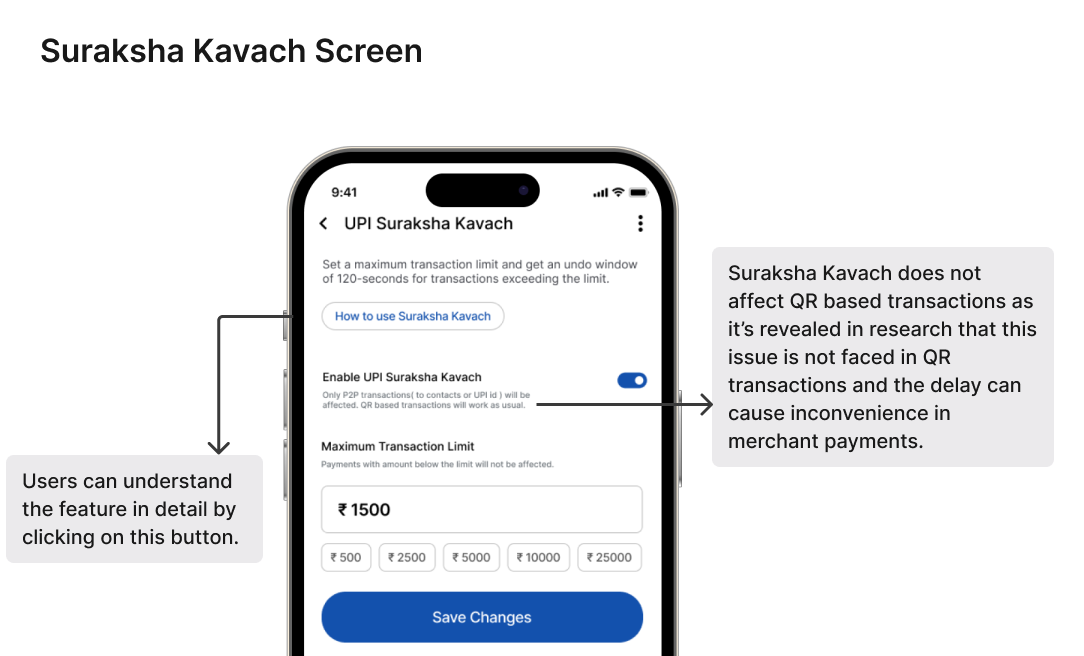 Suraksha Kavach Screen
9:41
UPI Suraksha Kavach
Set a maximum transaction limit and get an undo window
of 120-seconds for transactions exceeding the limit.
How to use Suraksha Kavach
Enable UPI Suraksha Kavach
Only P2P transactions( to contacts or UPI id ) will be
affected. QR based transactions will work as usual.
Maximum Transaction Limit
Payments with amount below the limit will not be affected.
₹ 1500
₹ 500
₹ 2500
₹ 5000
₹ 10000
₹ 25000
Save Changes
Users can understand
the feature in detail by
clicking on this button.
Suraksha Kavach does not
affect QR based transactions as
it’s revealed in research that this
issue is not faced in QR
transactions and the delay can
cause inconvenience in
merchant payments.